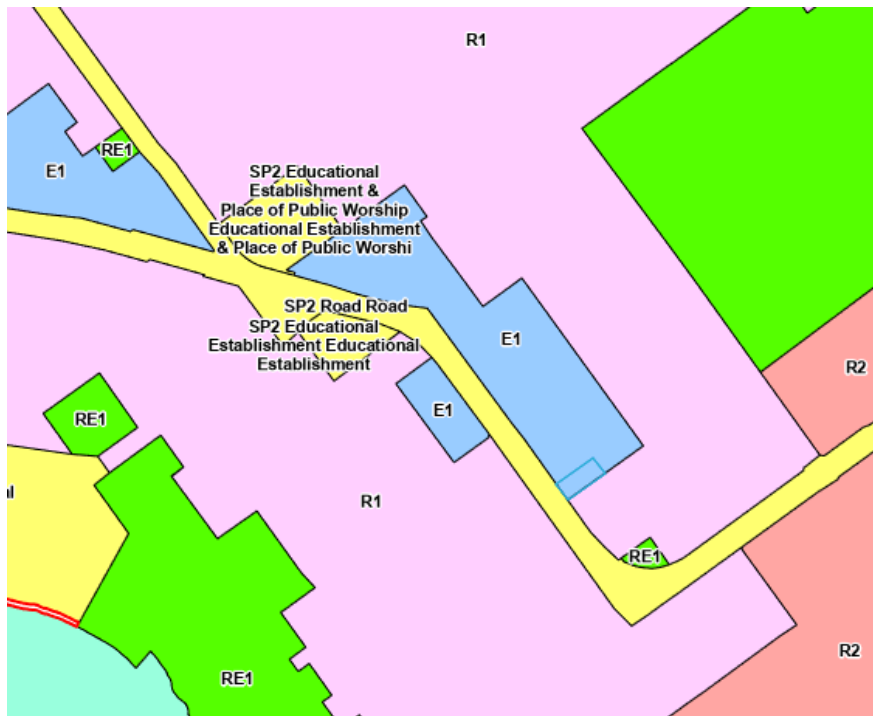 R1
RE1
E1
SP2 Educational
Establishment &
Place of Public Worship
Educational Establishment
& Place of Public Worshi
SP2 Road Road
SP2 Educational
Establishment Educational
Establishment
E1
R2
E1
RE1
R1
RE1
R2
RE1